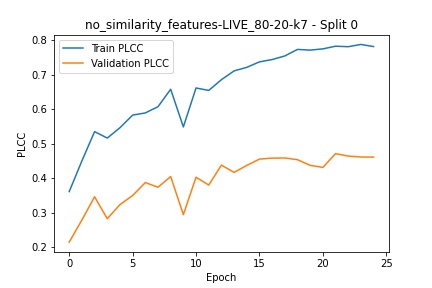 no_similarity_features-LIVE_80-20-k7 - Split 0
Train PLCC
Validation PLCC
PLCC
0.8
0.7
0.6
0.5
0.4
0.3
0.2
0 5 10 15 20 25
Epoch